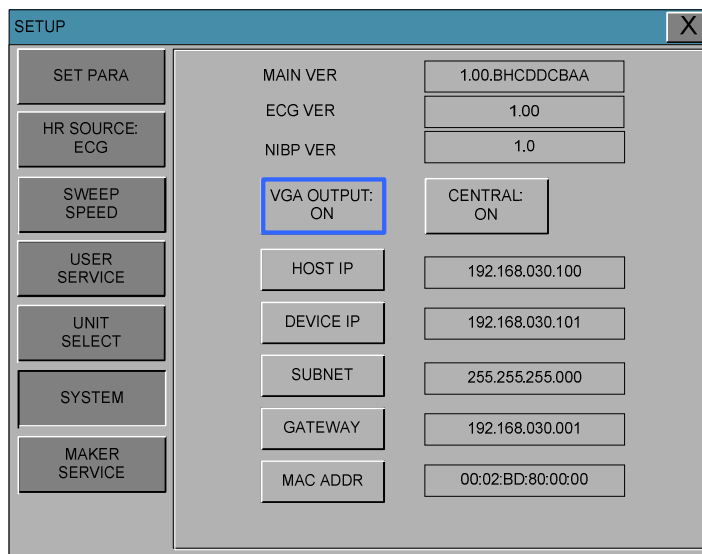 SETUP
X
SET PARA
HR SOURCE:
ECG
SWEEP
SPEED
USER
SERVICE
UNIT
SELECT
SYSTEM
MAKER
SERVICE
MAIN VER 1.00.BHCDDCBAA
ECG VER 1.00
NIBP VER 1.0
VGA OUTPUT:
ON
CENTRAL:
ON
HOST IP 192.168.030.100
DEVICE IP 192.168.030.101
SUBNET 255.255.255.000
GATEWAY 192.168.030.001
MAC ADDR 00:02:BD:80:00:00